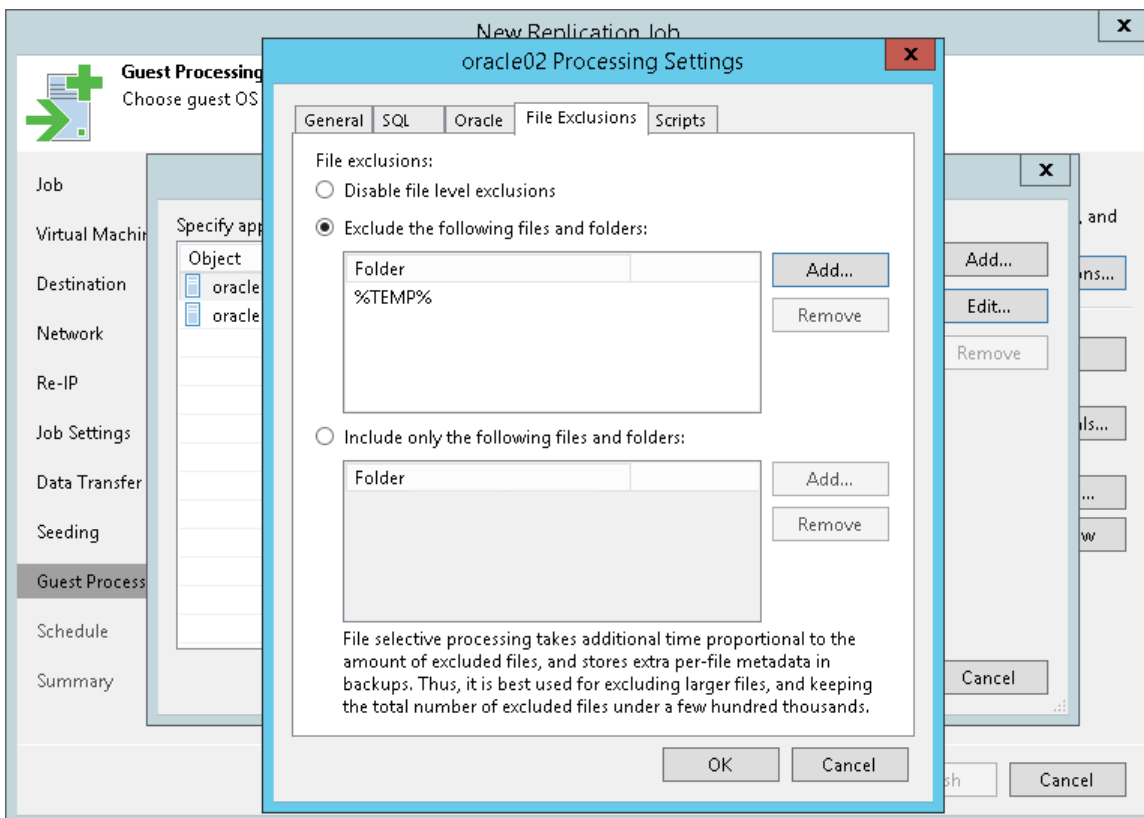 New Replication Job
X
Guest Processing
Choose guest OS
oracle02 Processing Settings
x
General
SQL
Oracle
File Exclusions
Scripts
File exclusions:
Disable file level exclusions
Exclude the following files and folders:
Folder
%TEMP%
Add...
Remove
Include only the following files and folders:
Folder
Add...
Remove
File selective processing takes additional time proportional to the
amount of excluded files, and stores extra per-file metadata in
backups. Thus, it is best used for excluding larger files, and keeping
the total number of excluded files under a few hundred thousands.
OK
Cancel
Job
Virtual Machin
Destination
Network
Re-IP
Job Settings
Data Transfer
Seeding
Guest Process
Schedule
Summary
x
Specify app
Object
oracle
oracle
Add...
Edit...
Remove
Cancel
, and
ns...
ls...
...
w
sh
Cancel